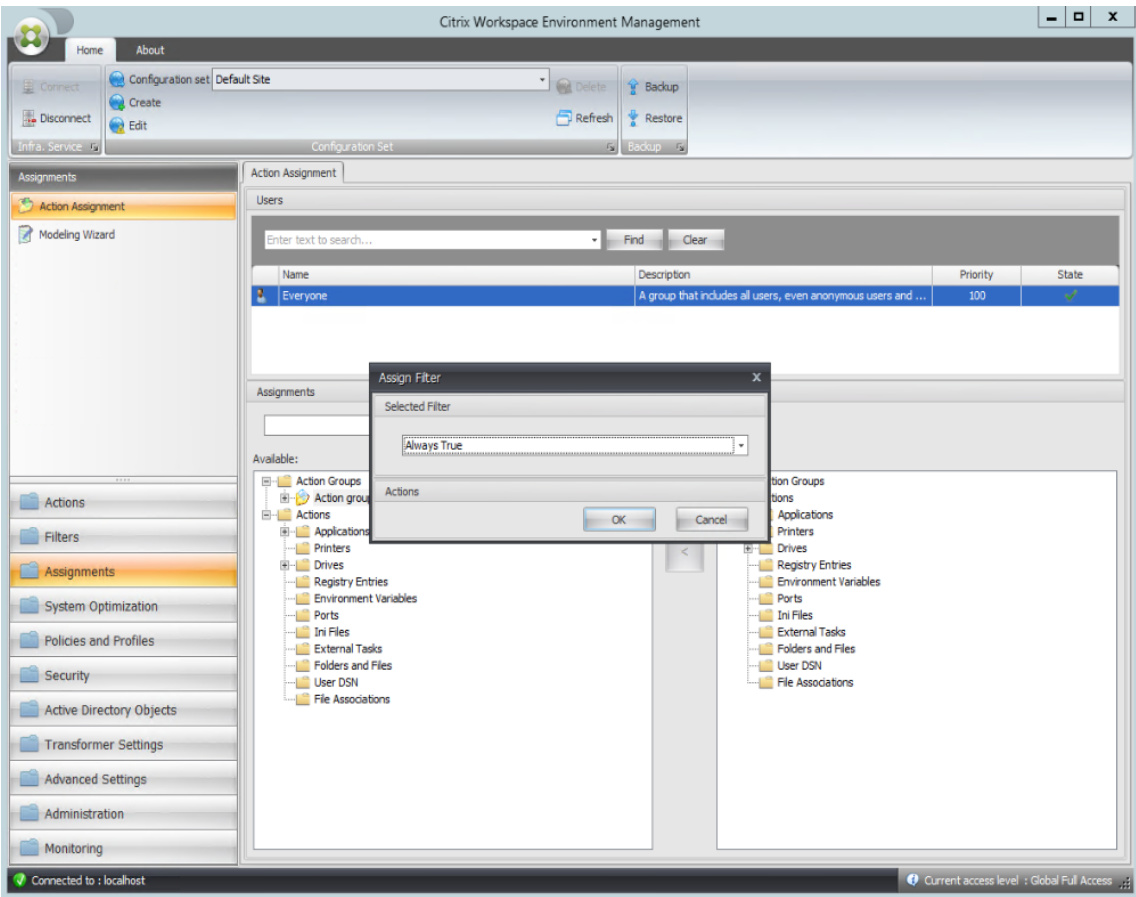 Citrix Workspace Environment Management
Home About
Connect
Disconnect
Infra. Service
Configuration set Default Site
Create
Edit
Delete
Refresh
Configuration Set
Backup
Restore
Backup
Assignments
Action Assignment
Modeling Wizard
Actions
Filters
Assignments
System Optimization
Policies and Profiles
Security
Active Directory Objects
Transformer Settings
Advanced Settings
Administration
Monitoring
Action Assignment
Users
Enter text to search... Find Clear
Name Description Priority State
Everyone A group that includes all users, even anonymous users and ... 100
Assignments
Assign Filter X
Selected Filter
Always True
Actions
OK Cancel
Available:
Action Groups
Action grou
Actions
Applications
Printers
Drives
Registry Entries
Environment Variables
Ports
Ini Files
External Tasks
Folders and Files
User DSN
File Associations
<
tion Groups
tions
Applications
Printers
Drives
Registry Entries
Environment Variables
Ports
Ini Files
External Tasks
Folders and Files
User DSN
File Associations
Connected to : localhost
Current access level : Global Full Access